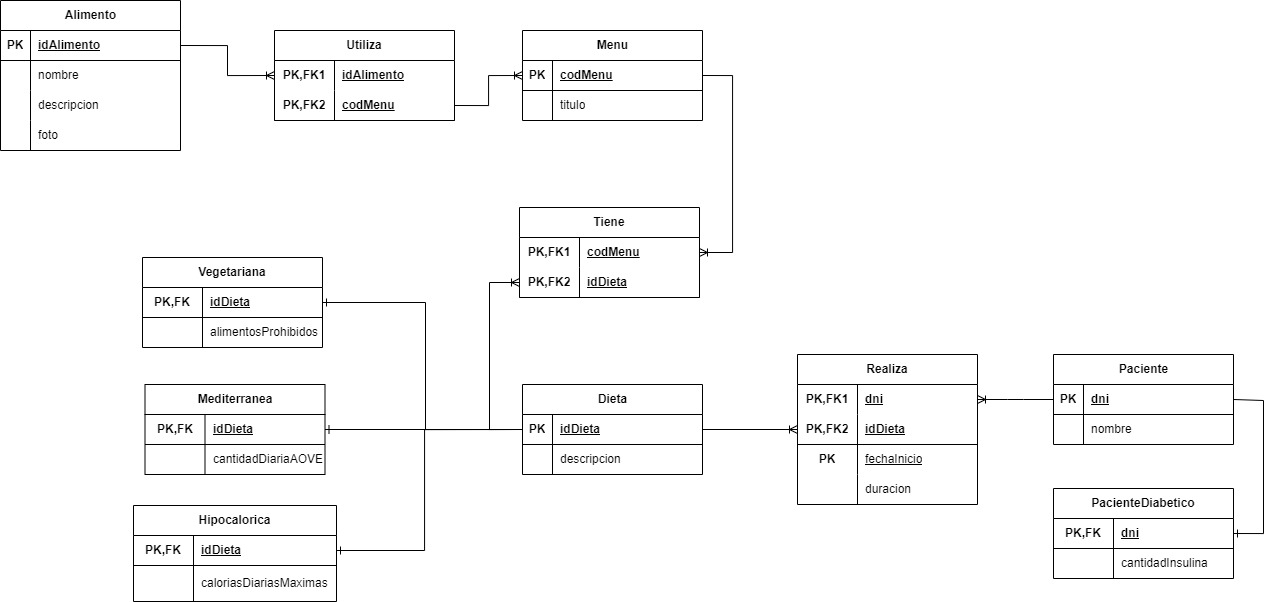 Alimento
PK idAlimento
nombre
descripcion
foto
Utiliza
PK,FK1 idAlimento
PK,FK2 codMenu
Menu
PK codMenu
titulo
Tiene
PK,FK1 codMenu
PK,FK2 idDieta
Vegetariana
PK,FK idDieta
alimentosProhibidos
Mediterranea
PK,FK idDieta
cantidadDiariaAOVE
Hipocalorica
PK,FK idDieta
caloriasDiariasMaximas
Dieta
PK idDieta
descripcion
Realiza
PK,FK1 dni
PK,FK2 idDieta
PK fechaInicio
duracion
Paciente
PK dni
nombre
PacienteDiabetico
PK,FK dni
cantidadInsulina